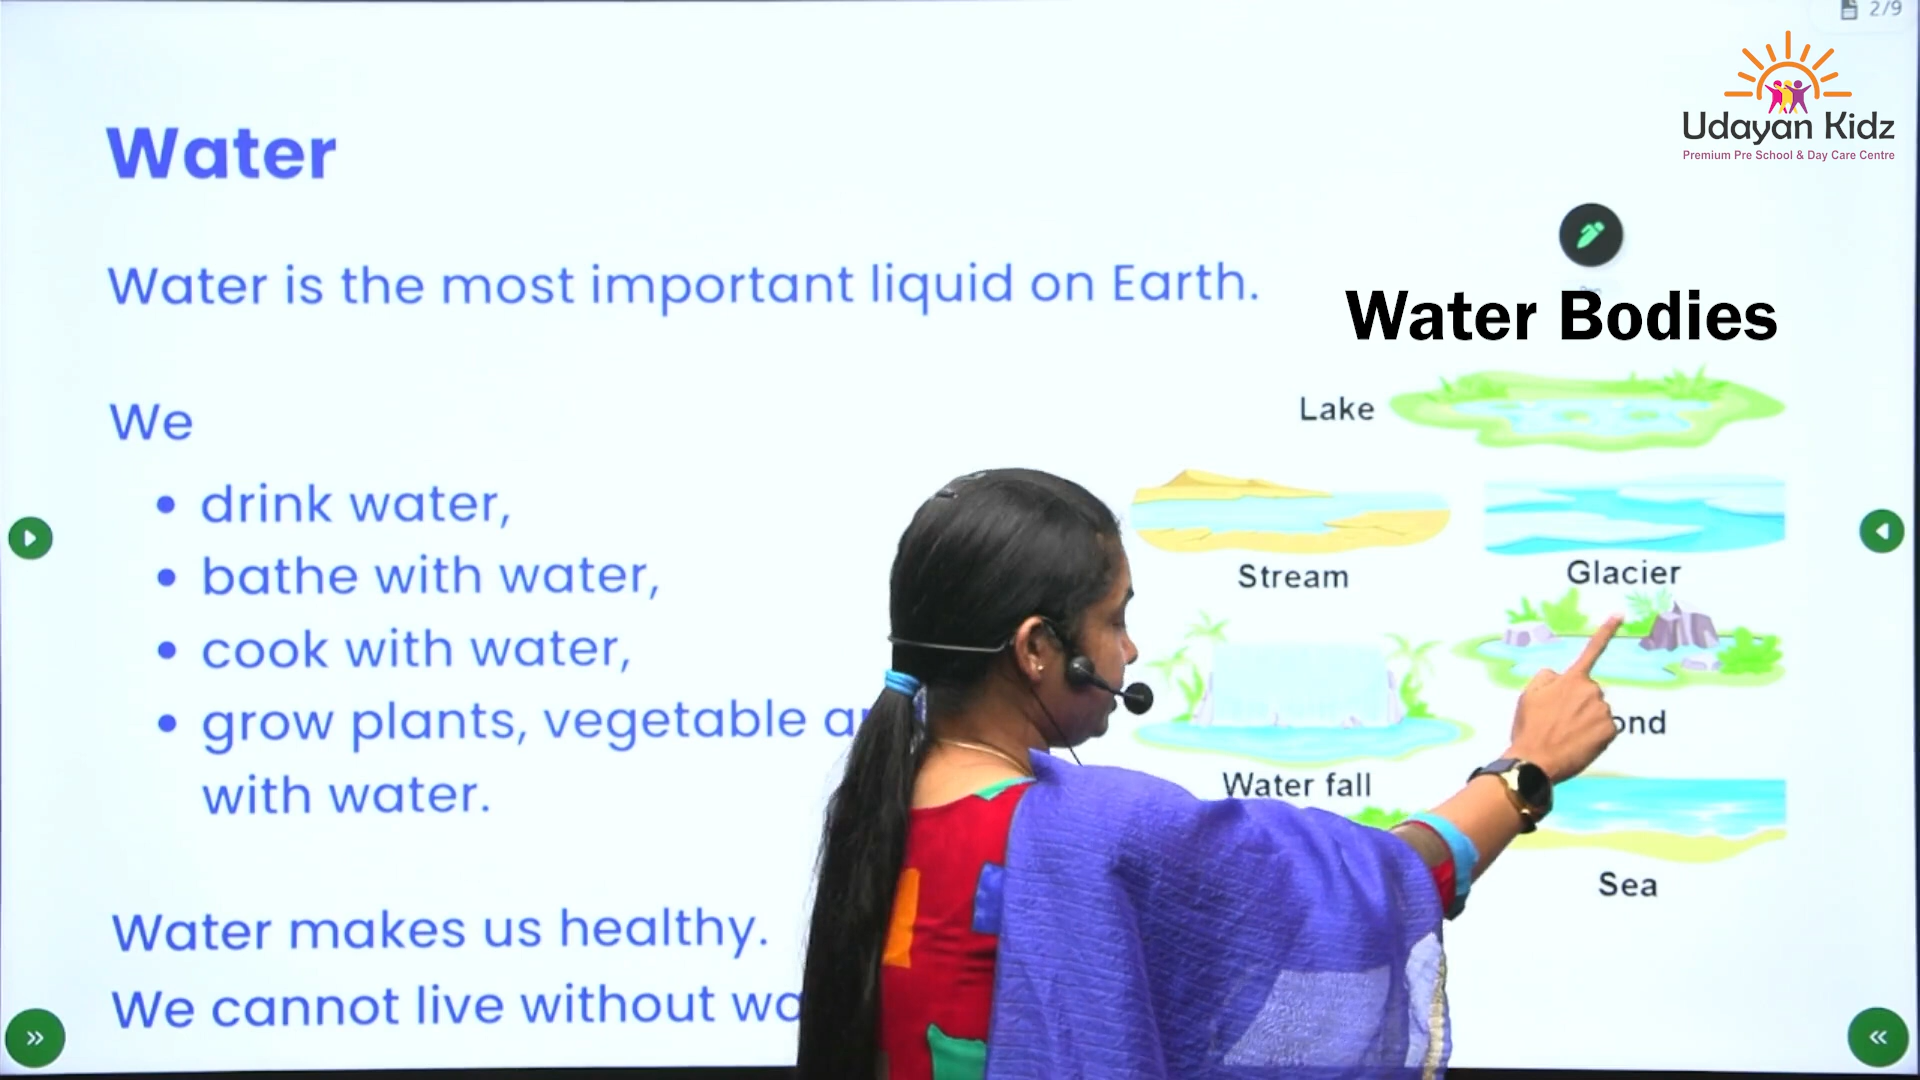 2/9
Udayan Kidz
Premium Pre School & Day Care Centre
Water
Water is the most important liquid on Earth.
We
• drink water,
• bathe with water,
• cook with water,
• grow plants, vegetable
with water.
Water makes us healthy.
We cannot live without
Water Bodies
Lake
Stream
Glacier
Water fall
Sea